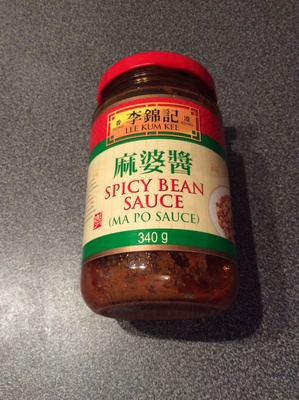 李錦記
LEE KUM KEE
麻婆醬
SPICY BEAN
SAUCE
(MA PO SAUCE)
340 g